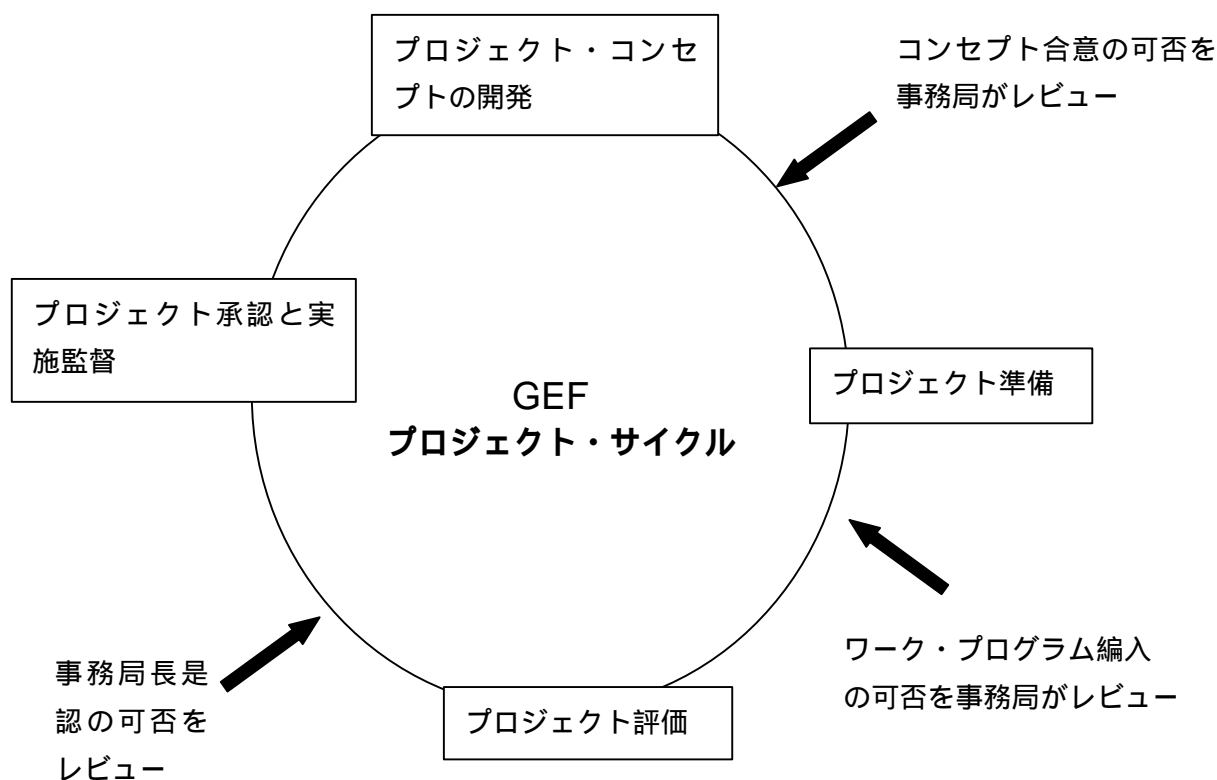 プロジェクト・コンセ
プトの開発
コンセプト合意の可否を
事務局がレビュー
プロジェクト承認と実
施監督
プロジェクト準備
GEF
プロジェクト・サイクル
ワーク・プログラム編入
の可否を事務局がレビュー
プロジェクト評価
事務局長是
認の可否を
レビュー